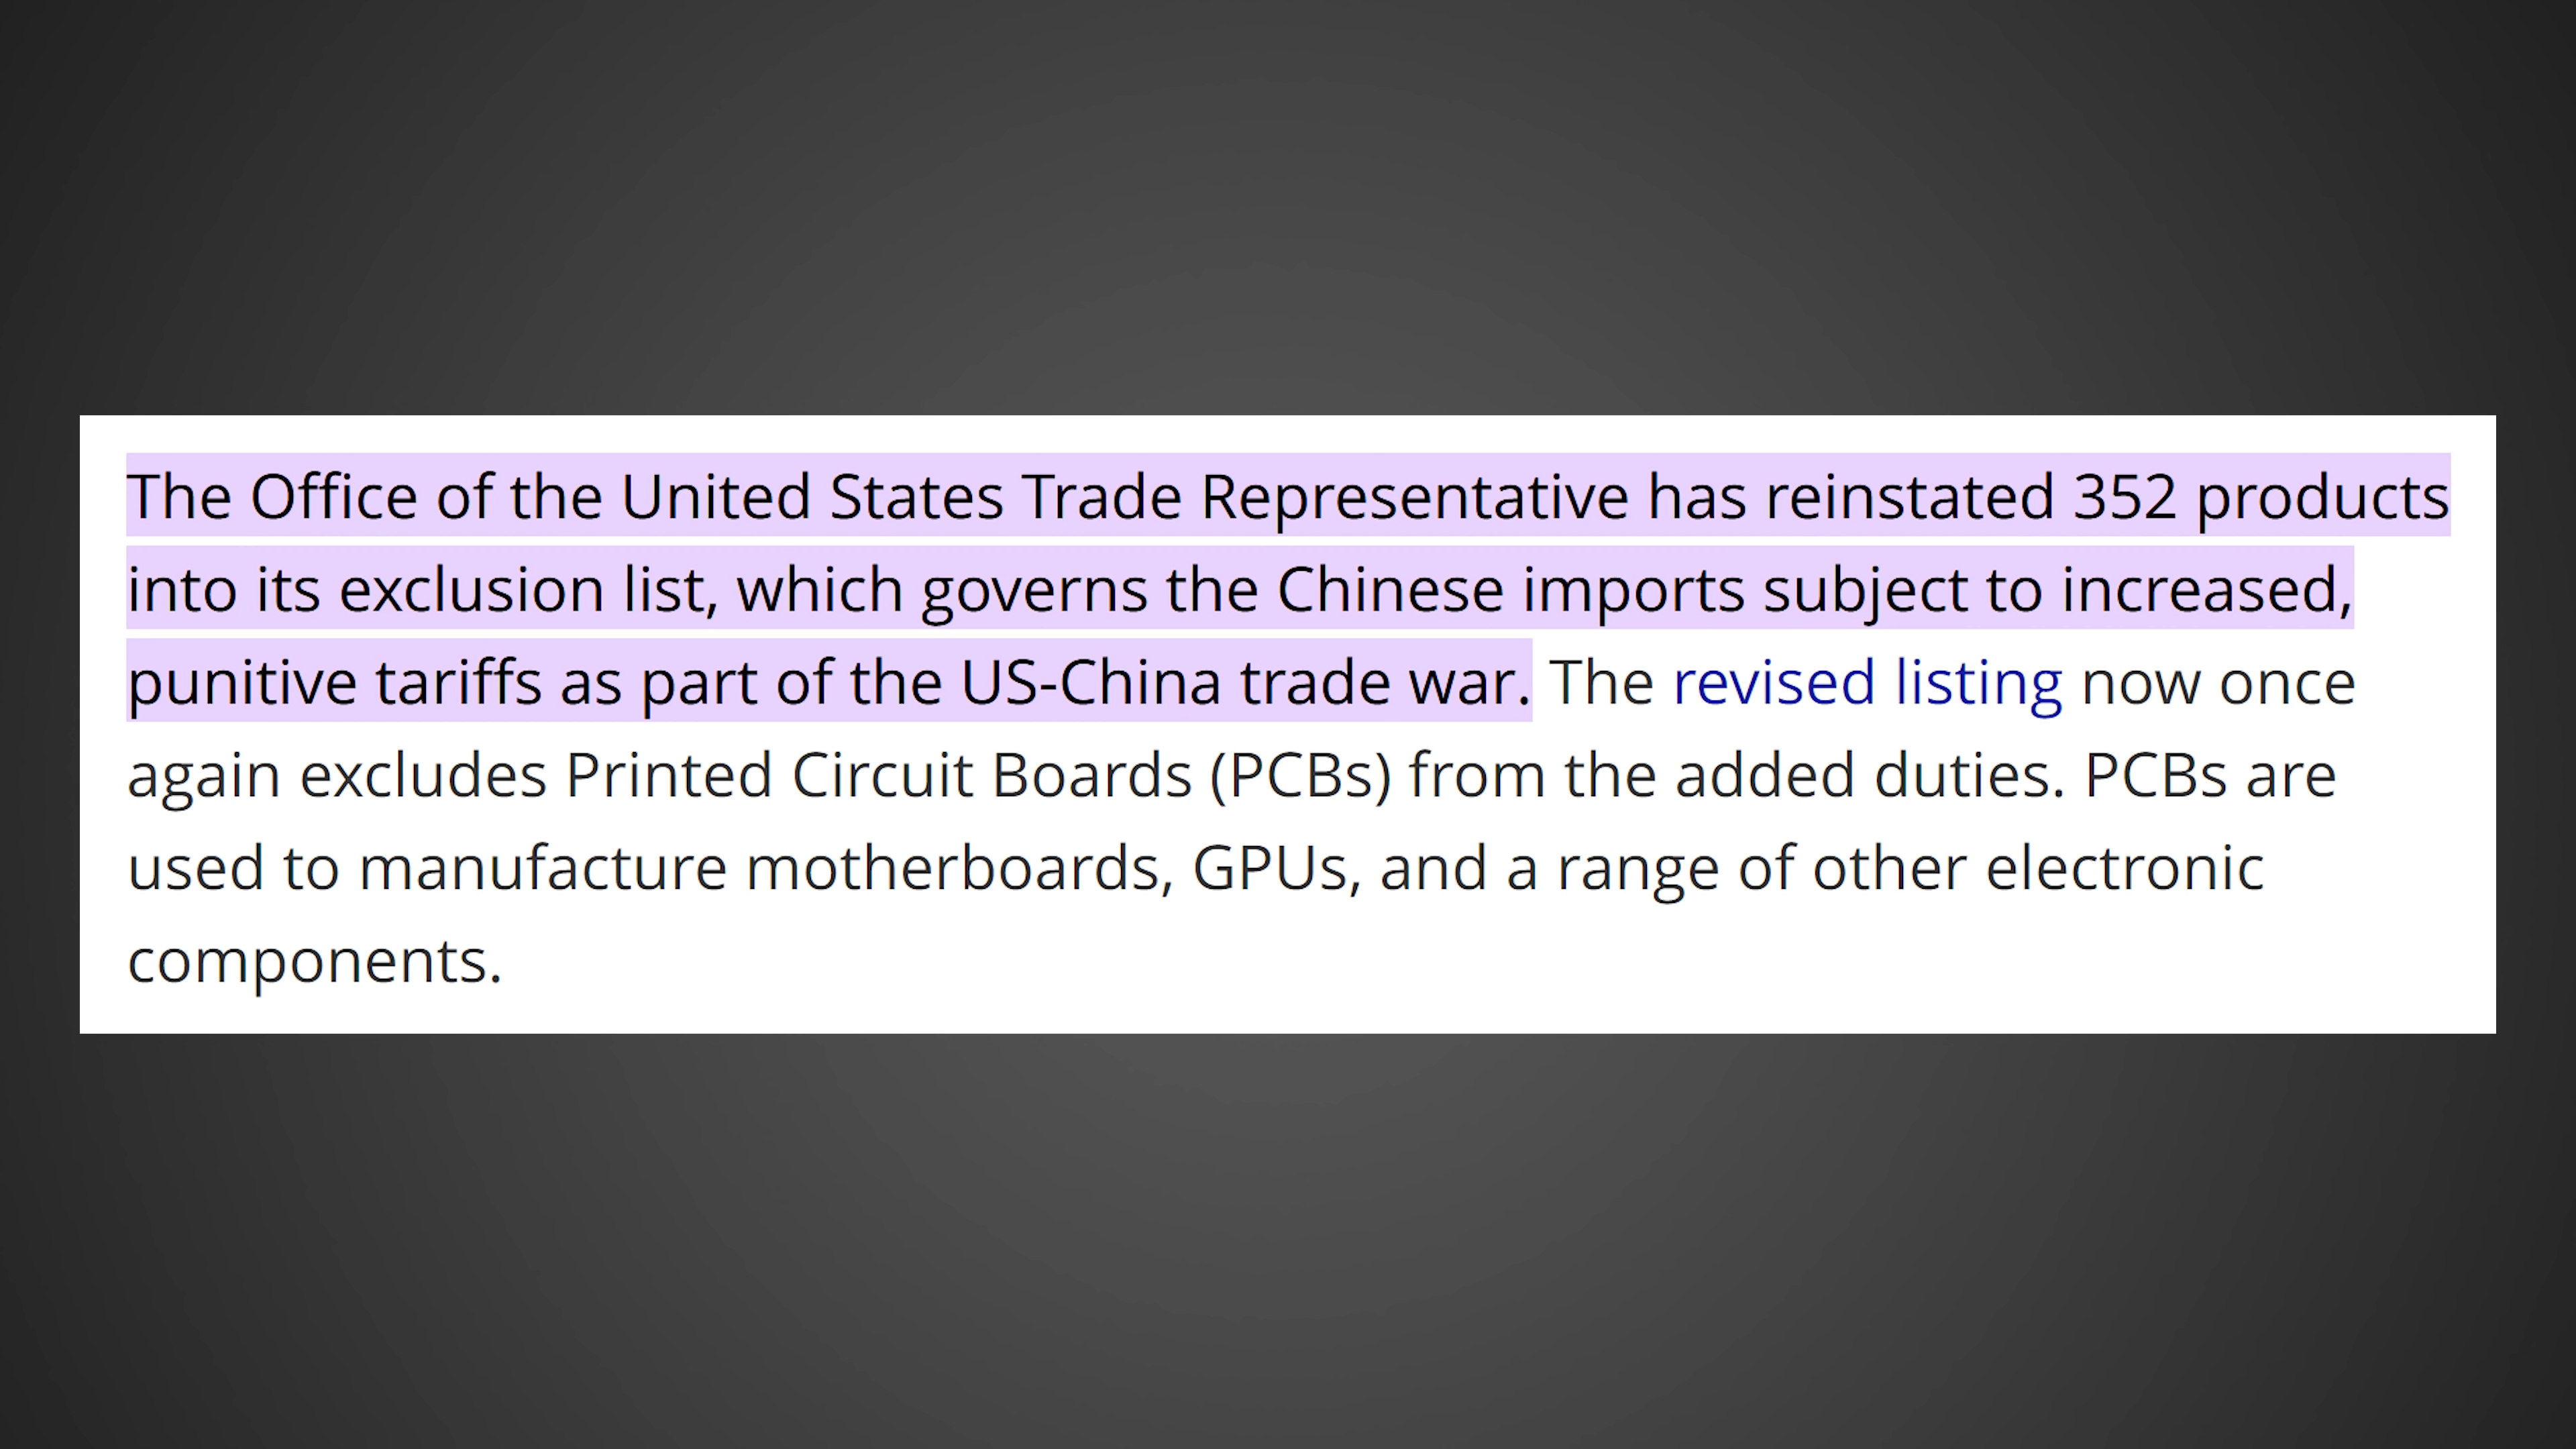 The Office of the United States Trade Representative has reinstated 352 products
into its exclusion list, which governs the Chinese imports subject to increased,
punitive tariffs as part of the US-China trade war. The revised listing now once
again excludes Printed Circuit Boards (PCBs) from the added duties. PCBs are
used to manufacture motherboards, GPUs, and a range of other electronic
components.